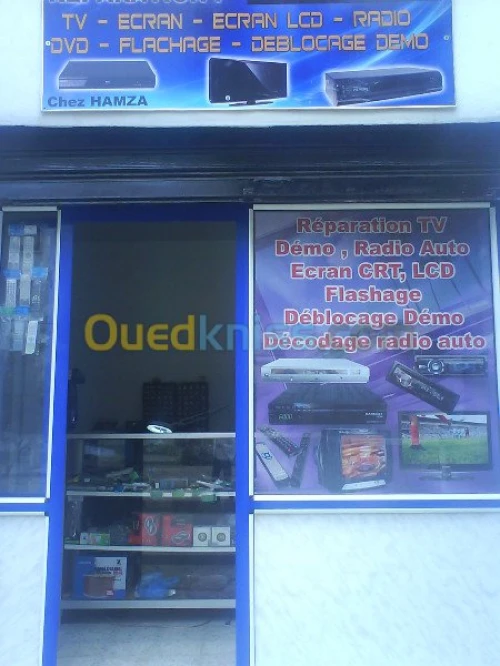 TV - ECRAN - ECRAN LCD - RADIO
DVD - FLACHAGE - DEBLOCAGE DEMO
Chez HAMZA
Réparation TV
Démo , Radio Auto
Ecran CRT, LCD
Flashage
Déblocage Démo
Décodage radio auto
Ouedkni